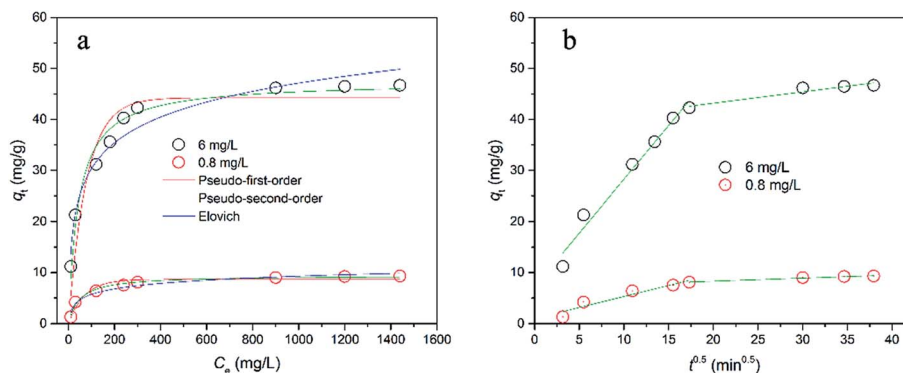 a
60
50
40
30
20
10
0
qt (mg/g)
6 mg/L
0.8 mg/L
Pseudo-first-order
Pseudo-second-order
Elovich
0 200 400 600 800 1000 1200 1400 1600
Ce (mg/L)
b
60
50
40
30
20
10
0
qt (mg/g)
6 mg/L
0.8 mg/L
0 5 10 15 20 25 30 35 40
t^0.5 (min^0.5)